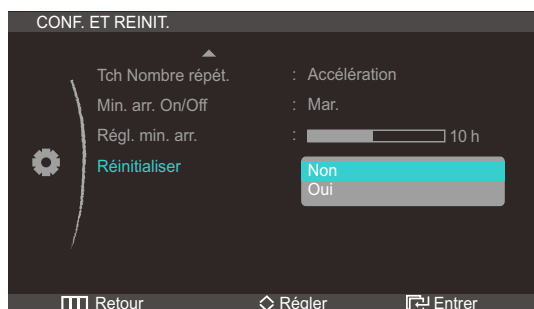 CONF. ET REINIT.
Tch Nombre répét. : Accélération
Min. arr. On/Off : Mar.
Régl. min. arr. : 10 h
Réinitialiser
Non
Oui
Retour Régler Entrer